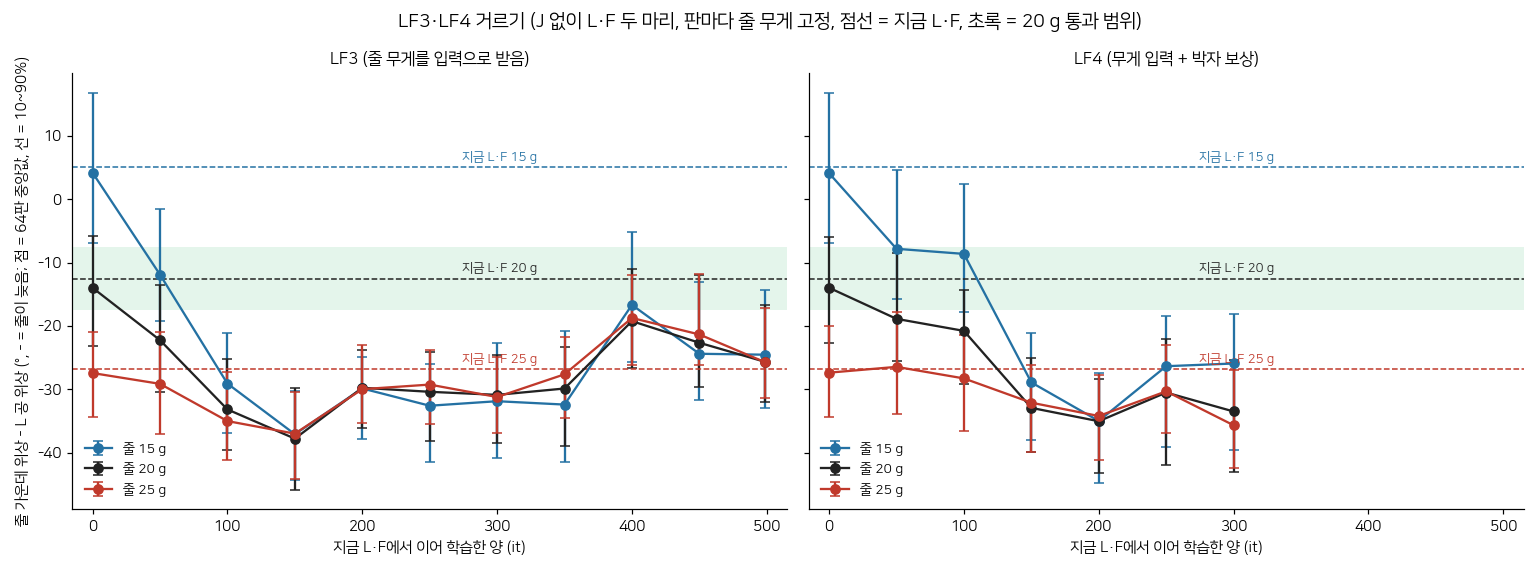 LF3·LF4 거르기 (J 없이 L·F 두 마리, 판마다 줄 무게 고정, 점선 = 지금 L·F, 초록 = 20 g 통과 범위)
LF3 (줄 무게를 입력으로 받음)
줄 가운데 위상 - L 공 위상 (°, - = 줄이 늦음; 점 = 64판 중앙값, 선 = 10~90%)
10
0
-10
-20
-30
-40
지금 L·F 15 g
지금 L·F 20 g
지금 L·F 25 g
줄 15 g
줄 20 g
줄 25 g
0 100 200 300 400 500
지금 L·F에서 이어 학습한 양 (it)
LF4 (무게 입력 + 박자 보상)
지금 L·F 15 g
지금 L·F 20 g
지금 L·F 25 g
줄 15 g
줄 20 g
줄 25 g
0 100 200 300 400 500
지금 L·F에서 이어 학습한 양 (it)